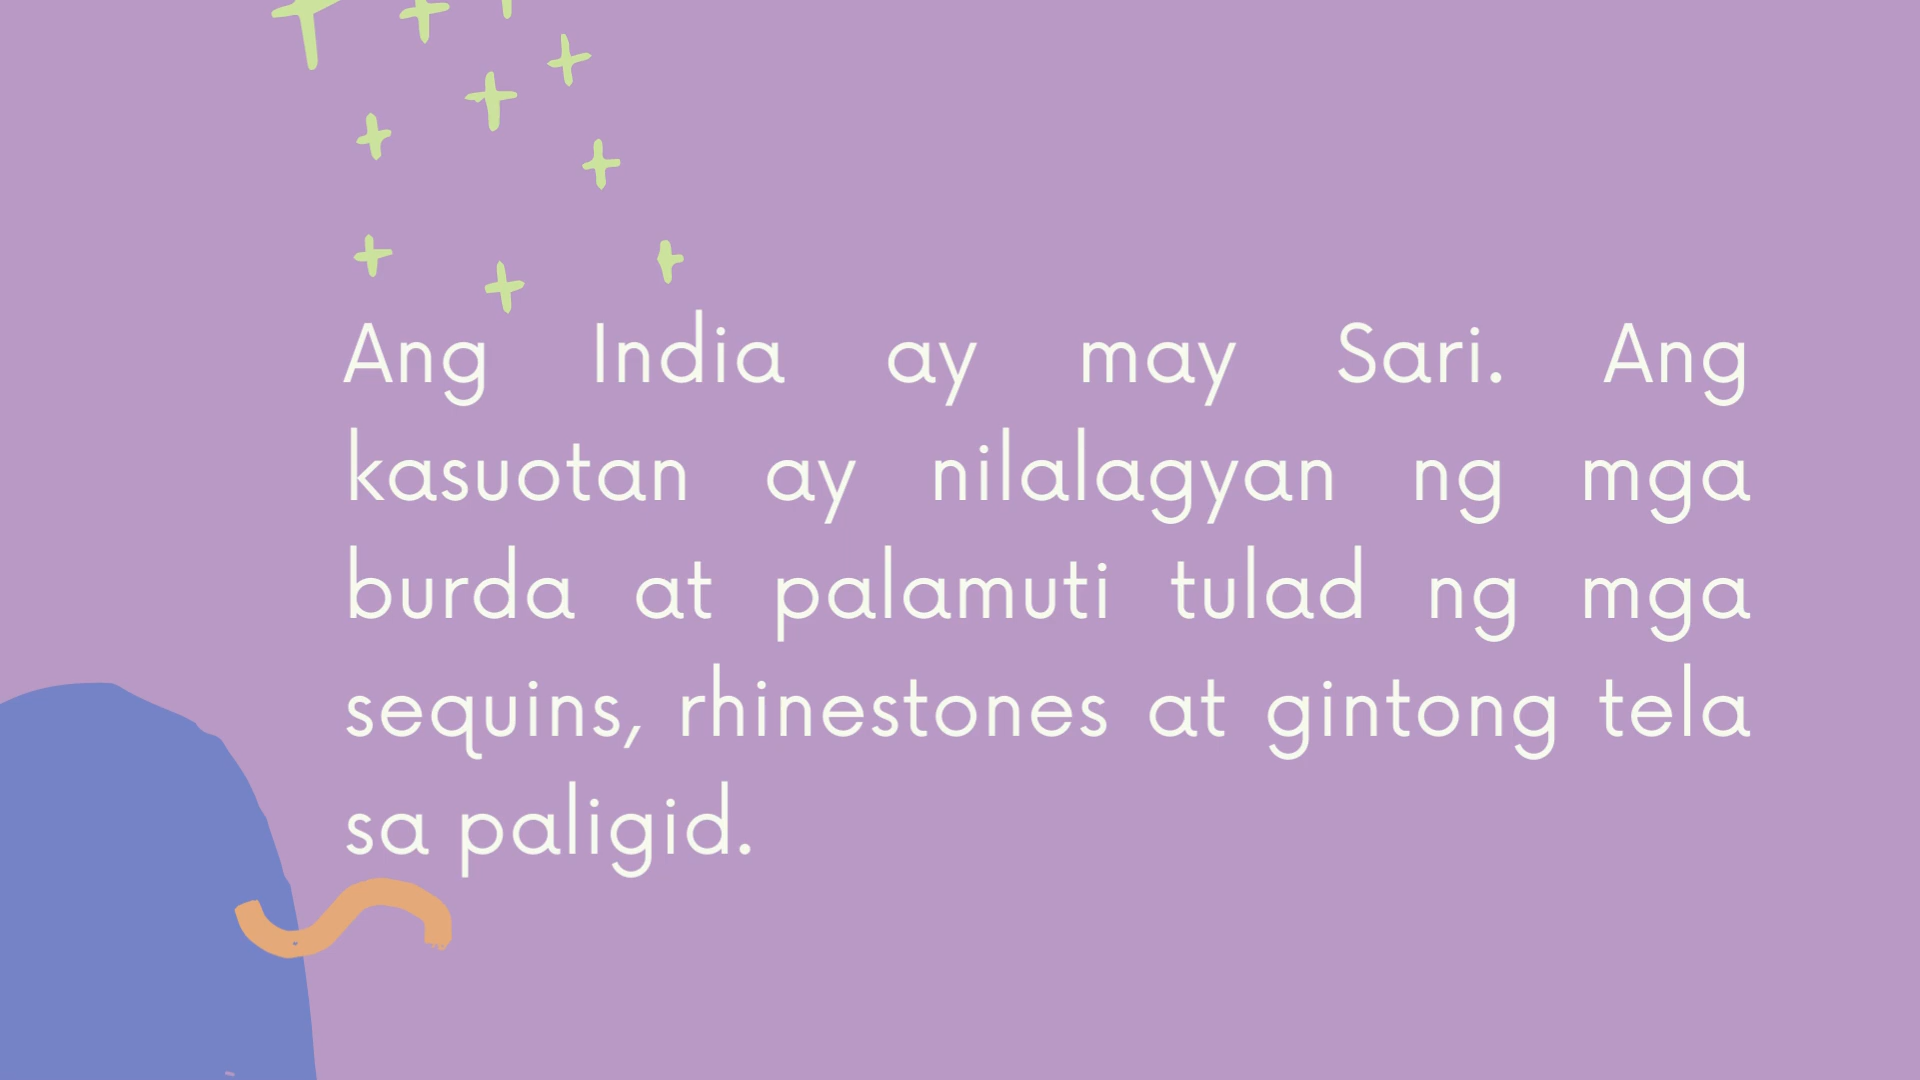 Ang India ay may Sari. Ang
kasuotan ay nilalagyan ng mga
burda at palamuti tulad ng mga
sequins, rhinestones at gintong tela
sa paligid.